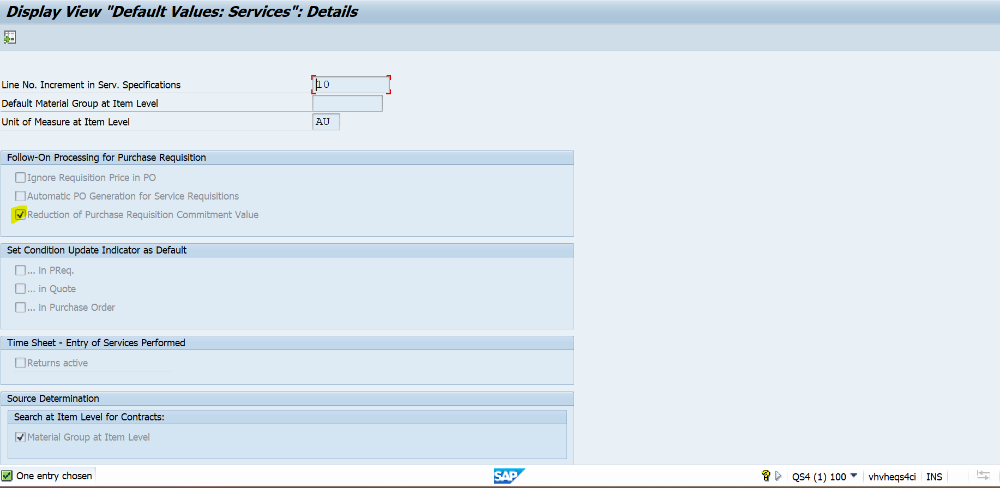 Display View "Default Values: Services": Details
Line No. Increment in Serv. Specifications 10
Default Material Group at Item Level
Unit of Measure at Item Level AU
Follow-On Processing for Purchase Requisition
Ignore Requisition Price in PO
Automatic PO Generation for Service Requisitions
Reduction of Purchase Requisition Commitment Value
Set Condition Update Indicator as Default
... in PReq.
... in Quote
... in Purchase Order
Time Sheet - Entry of Services Performed
Returns active
Source Determination
Search at Item Level for Contracts:
Material Group at Item Level
One entry chosen SAP QS4 (1) 100 vhvheqs4ci INS